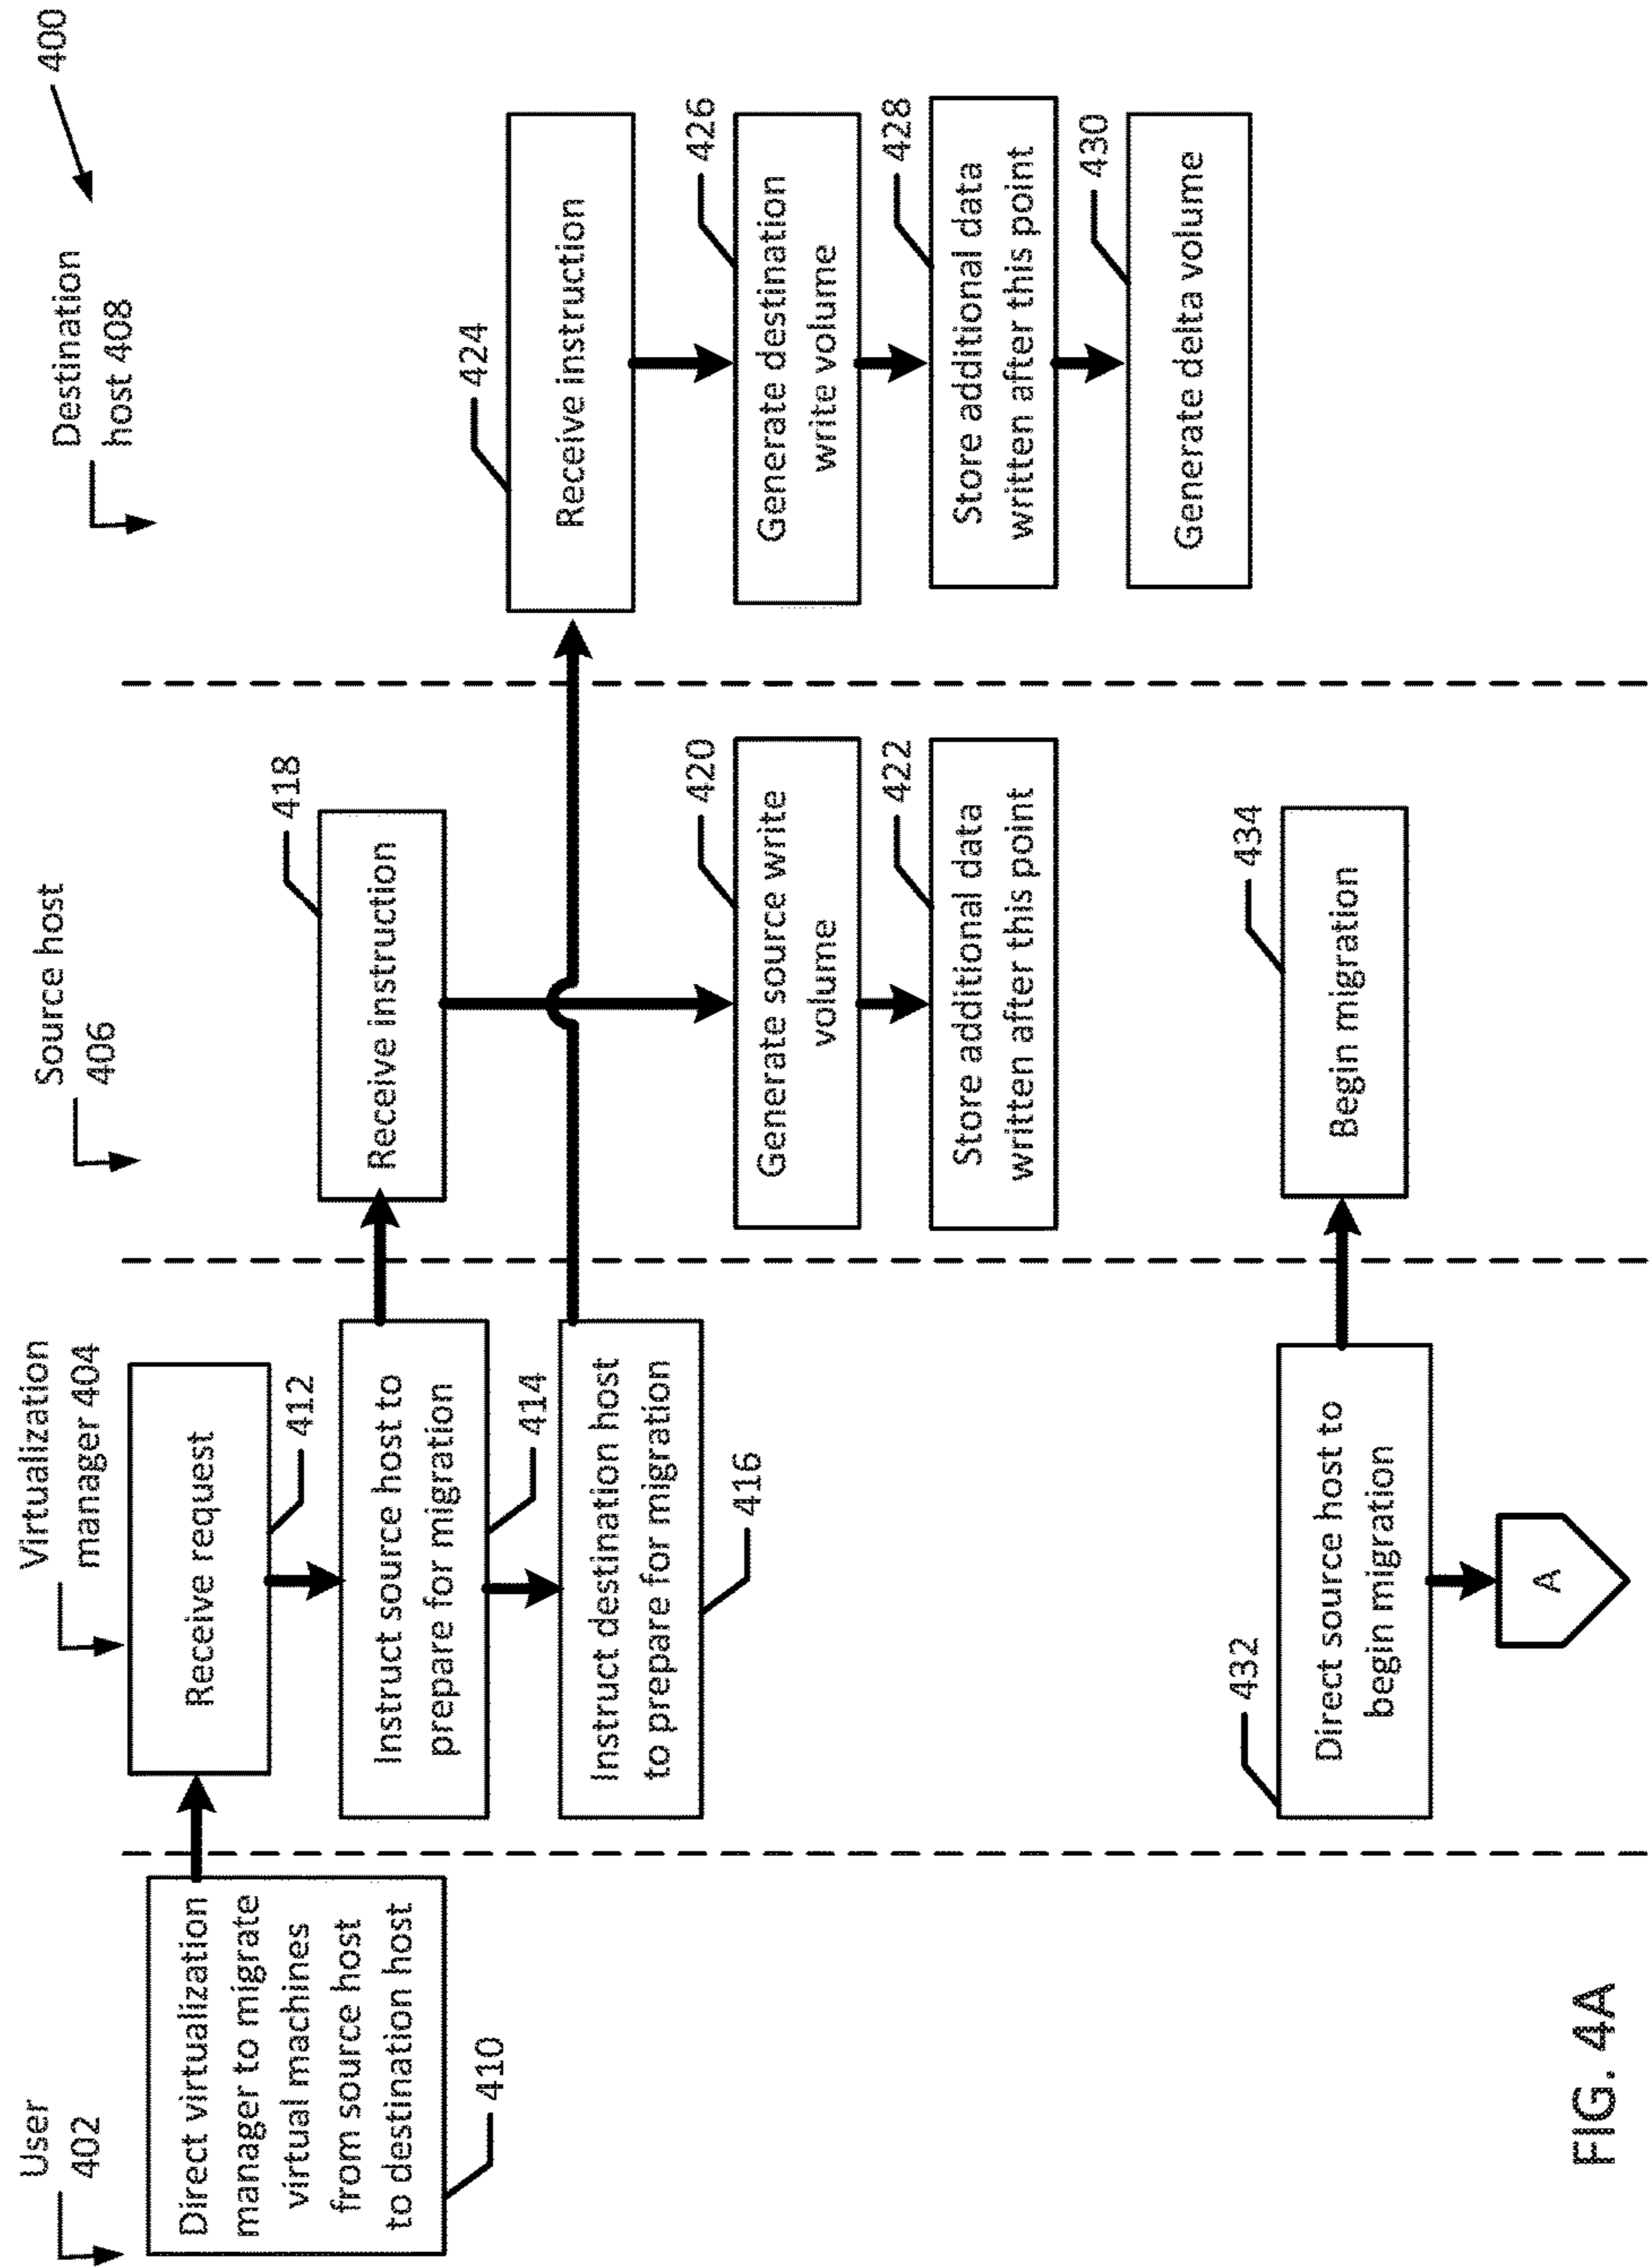 User
402
Virtualization
manager 404
Source host
406
Destination
host 408
400
Direct virtualization
manager to migrate
virtual machines
from source host
to destination host
410
Receive request
412
Instruct source host to
prepare for migration
414
Instruct destination host
to prepare for migration
416
Receive instruction
418
Generate source write
volume
420
Store additional data
written after this point
422
Receive instruction
424
Generate destination
write volume
426
Store additional data
written after this point
428
Generate delta volume
430
Direct source host to
begin migration
432
Begin migration
434
A
FIG. 4A